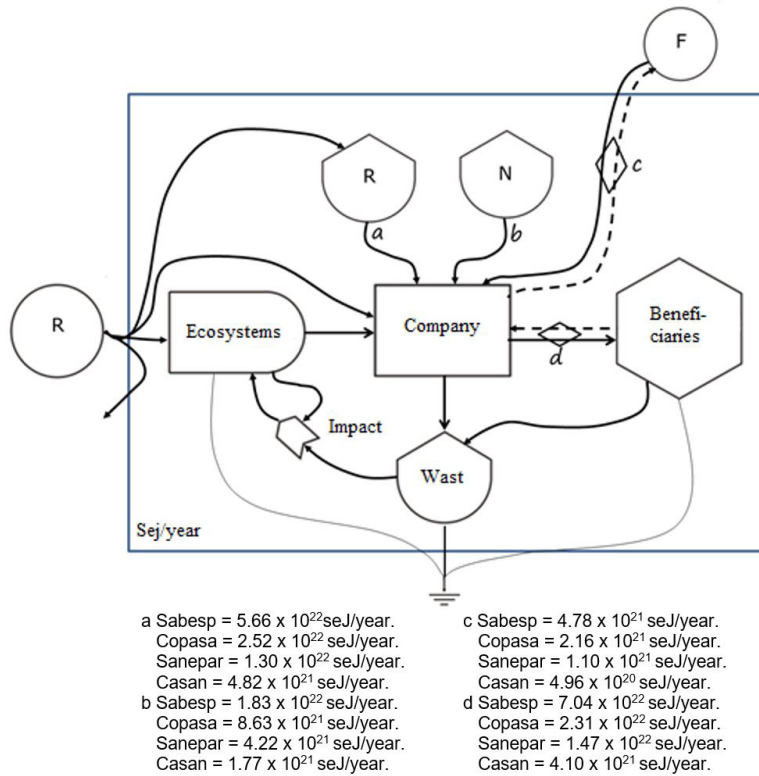 F
R
N
c
a
b
R
Ecosystems
Company
Benefi-
ciaries
d
Impact
Wast
Sej/year
a Sabesp = 5.66 x 10²²seJ/year.
Copasa = 2.52 x 10²² seJ/year.
Sanepar = 1.30 x 10²² seJ/year.
Casan = 4.82 x 10²¹ seJ/year.
b Sabesp = 1.83 x 10²² seJ/year.
Copasa = 8.63 x 10²¹ seJ/year.
Sanepar = 4.22 x 10²¹ seJ/year.
Casan = 1.77 x 10²¹ seJ/year.
c Sabesp = 4.78 x 10²¹ seJ/year.
Copasa = 2.16 x 10²¹ seJ/year.
Sanepar = 1.10 x 10²¹ seJ/year.
Casan = 4.96 x 10²⁰ seJ/year.
d Sabesp = 7.04 x 10²² seJ/year.
Copasa = 2.31 x 10²² seJ/year.
Sanepar = 1.47 x 10²² seJ/year.
Casan = 4.10 x 10²¹ seJ/year.